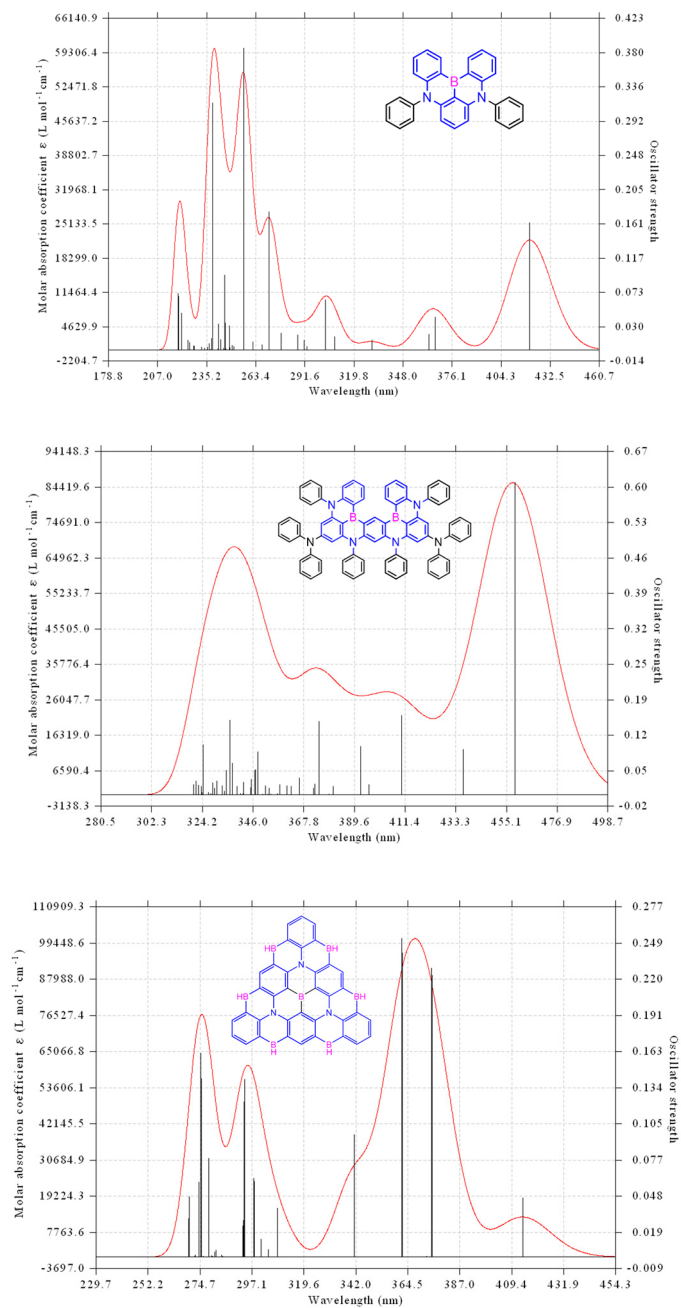 66140.9
59306.4
52471.8
45637.2
38802.7
31968.1
25133.5
18299.0
11464.4
4629.9
-2204.7
Molar absorption coefficient ε (L mol⁻¹cm⁻¹)
0.423
0.380
0.336
0.292
0.248
0.205
0.161
0.117
0.073
0.030
-0.014
Oscillator strength
B
N
N
178.8 207.0 235.2 263.4 291.6 319.8 348.0 376.1 404.3 432.5 460.7
Wavelength (nm)
94148.3
84419.6
74691.0
64962.3
55233.7
45505.0
35776.4
26047.7
16319.0
6590.4
-3138.3
Molar absorption coefficient ε (L mol⁻¹cm⁻¹)
0.67
0.60
0.53
0.46
0.39
0.32
0.25
0.19
0.12
0.05
-0.02
Oscillator strength
N N
B B
N N N N
280.5 302.3 324.2 346.0 367.8 389.6 411.4 433.3 455.1 476.9 498.7
Wavelength (nm)
110909.3
99448.6
87988.0
76527.4
65066.8
53606.1
42145.5
30684.9
19224.3
7763.6
-3697.0
Molar absorption coefficient ε (L mol⁻¹cm⁻¹)
0.277
0.249
0.220
0.191
0.163
0.134
0.105
0.077
0.048
0.019
-0.009
Oscillator strength
HB BH
N
HB B BH
N N
B B
H H
229.7 252.2 274.7 297.1 319.6 342.0 364.5 387.0 409.4 431.9 454.3
Wavelength (nm)